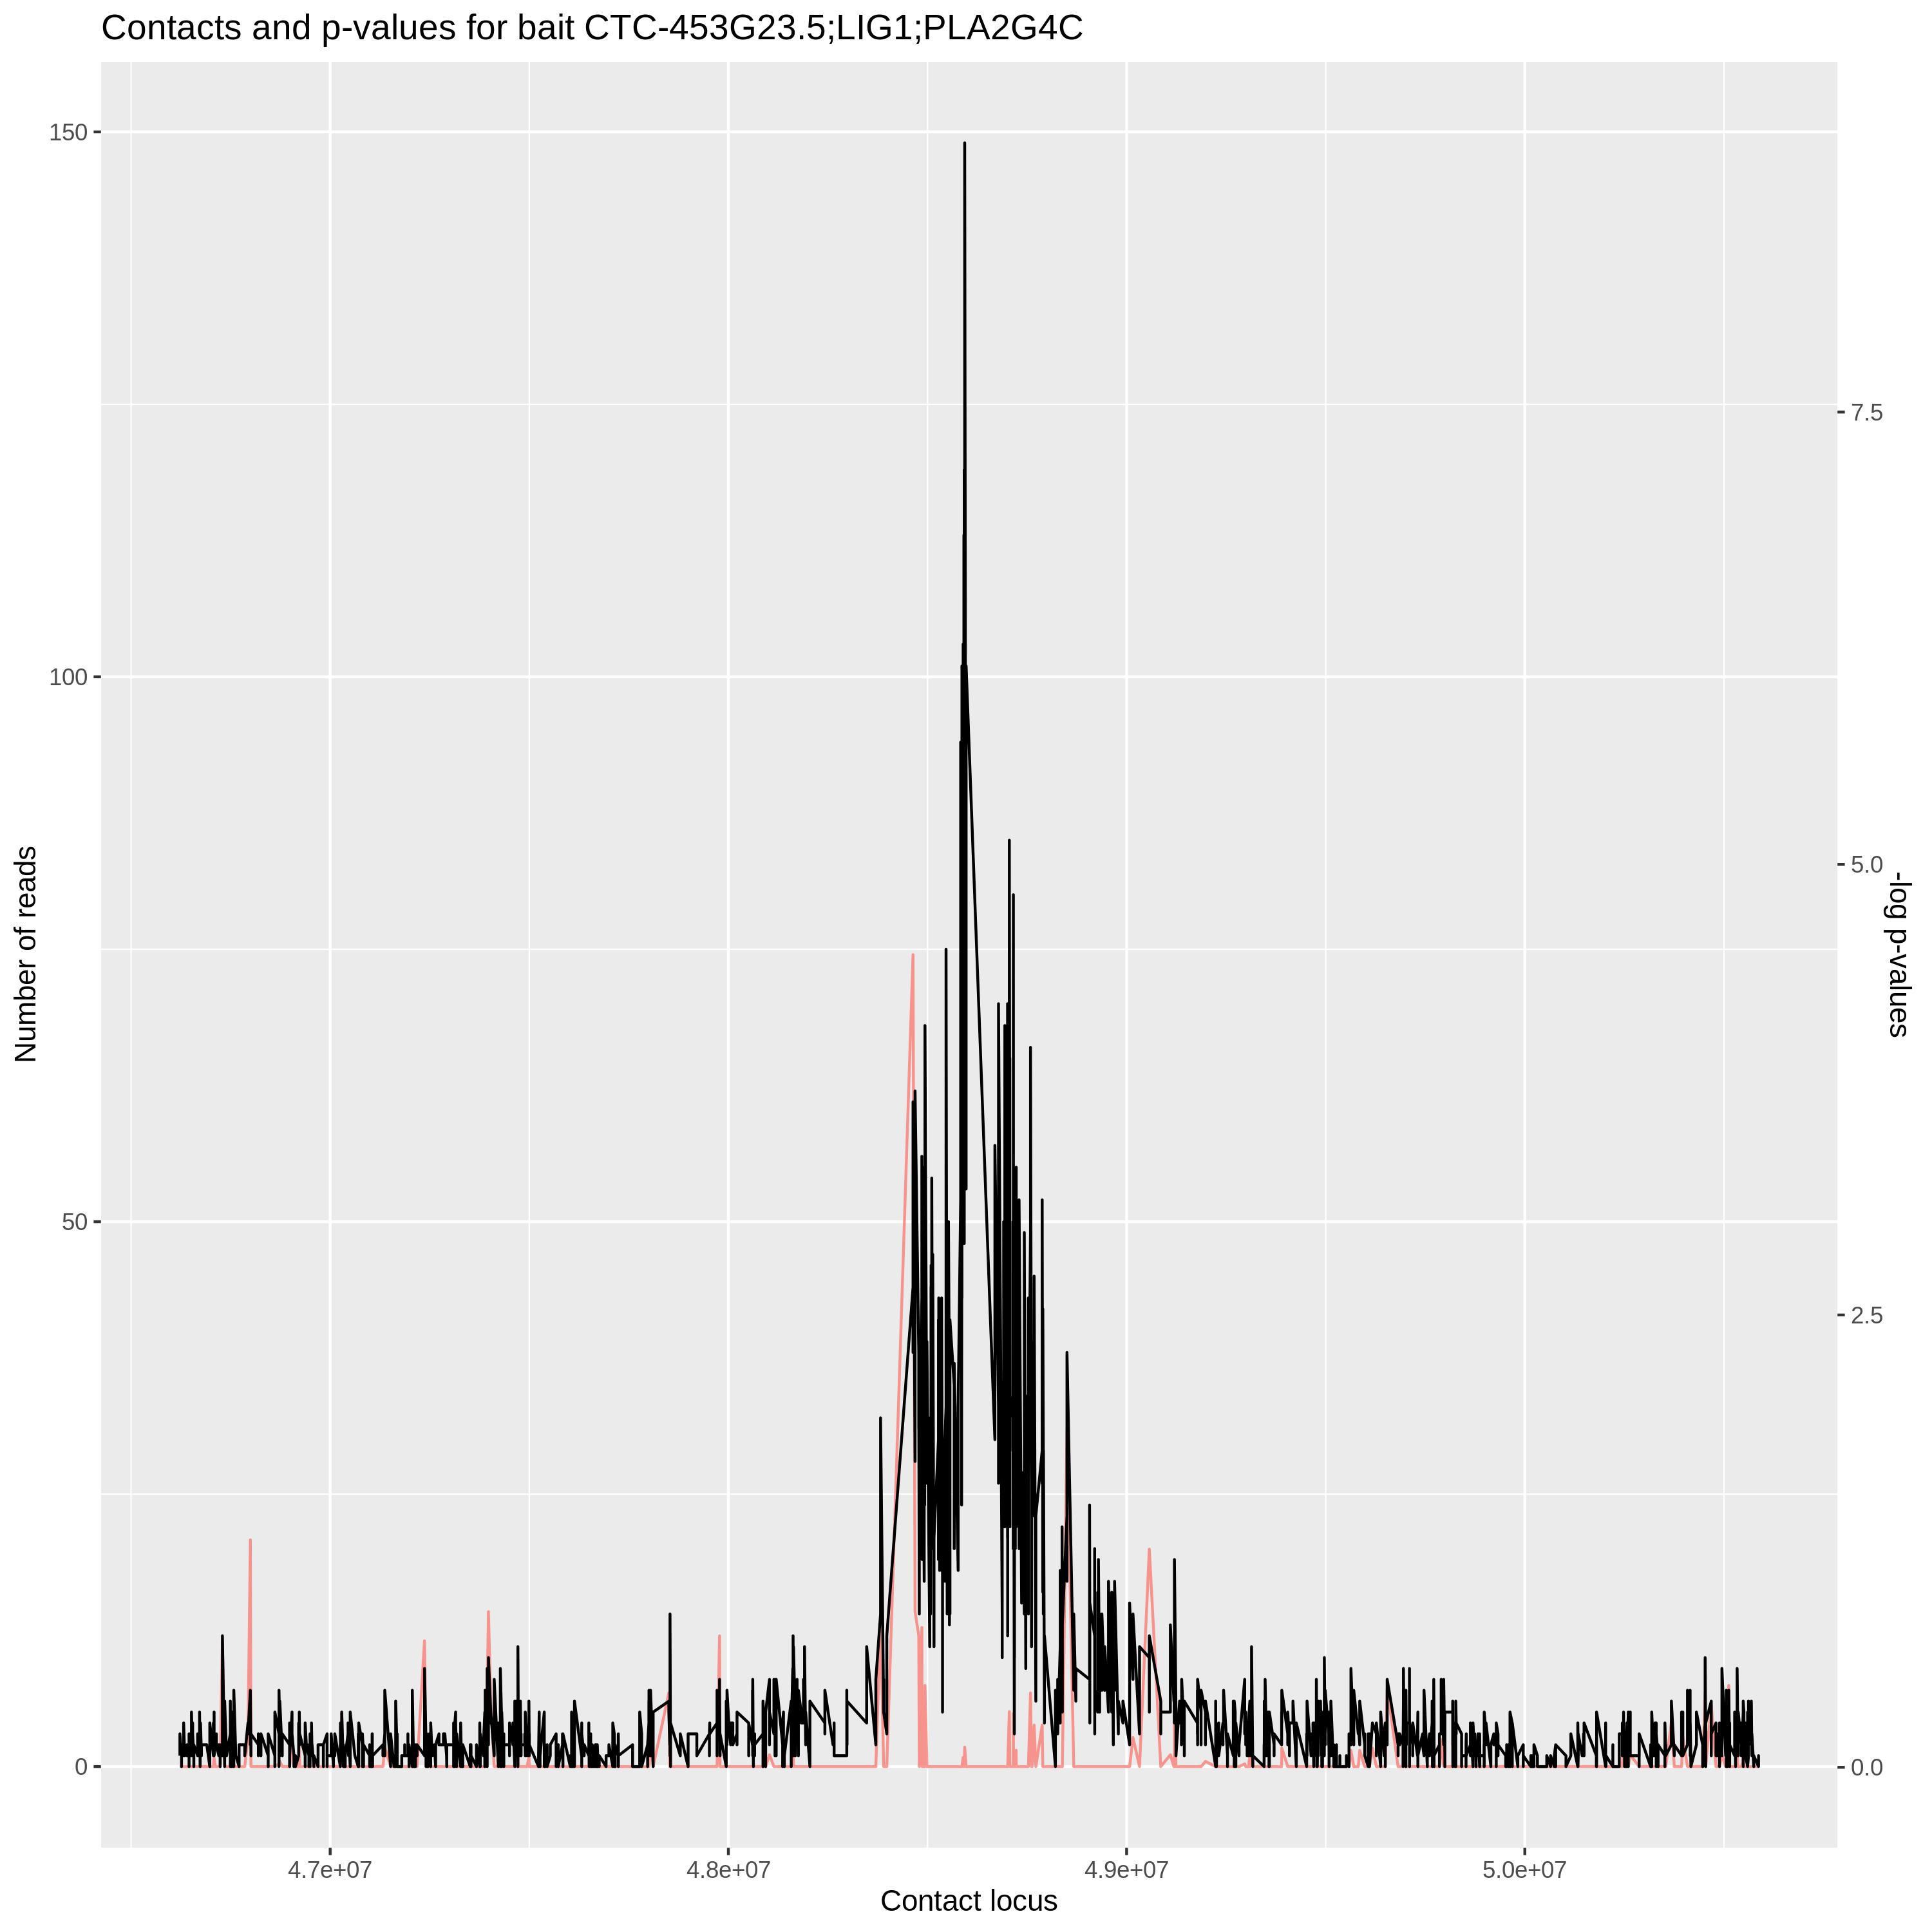 Contacts and p-values for bait CTC-453G23.5;LIG1;PLA2G4C
150
100
50
0
Number of reads
7.5
5.0
2.5
0.0
-log p-values
4.7e+07
4.8e+07
4.9e+07
5.0e+07
Contact locus